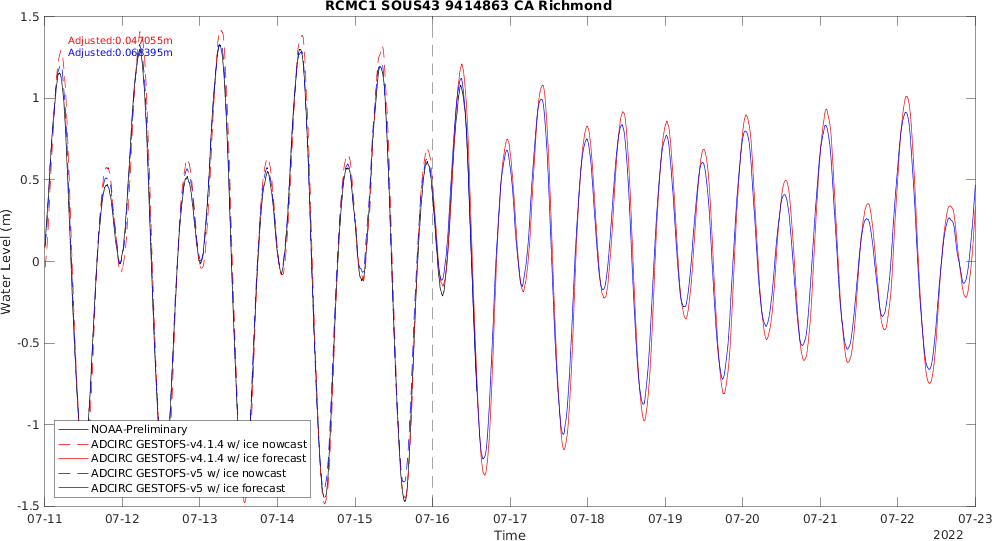 RCMC1 SOUS43 9414863 CA Richmond
Adjusted:0.047055m
Adjusted:0.068395m
Water Level (m)
1.5
1
0.5
0
-0.5
-1
-1.5
NOAA-Preliminary
ADCIRC GESTOFS-v4.1.4 w/ ice nowcast
ADCIRC GESTOFS-v4.1.4 w/ ice forecast
ADCIRC GESTOFS-v5 w/ ice nowcast
ADCIRC GESTOFS-v5 w/ ice forecast
07-11 07-12 07-13 07-14 07-15 07-16 07-17 07-18 07-19 07-20 07-21 07-22 07-23
Time
2022